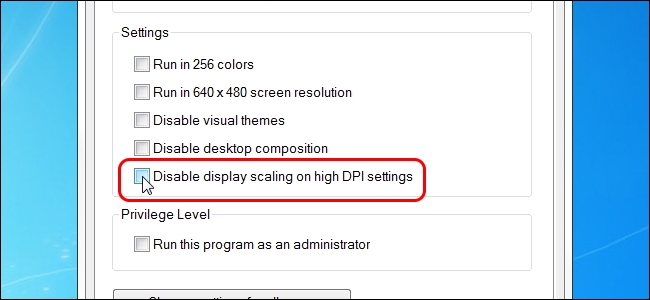 Settings
Run in 256 colors
Run in 640 x 480 screen resolution
Disable visual themes
Disable desktop composition
Disable display scaling on high DPI settings
Privilege Level
Run this program as an administrator